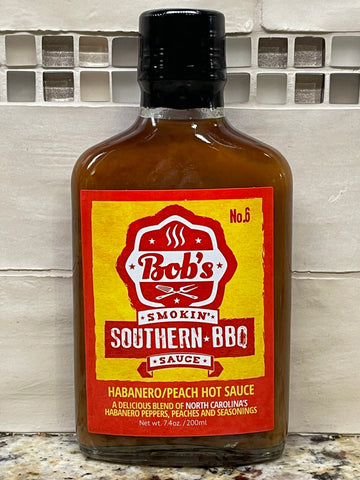 No.6
Bob's
SMOKIN'
SOUTHERN★BBQ
SAUCE
HABANERO/PEACH HOT SAUCE
A DELICIOUS BLEND OF NORTH CAROLINA'S
HABANERO PEPPERS, PEACHES AND SEASONINGS
Net wt. 7.4oz. /200ml